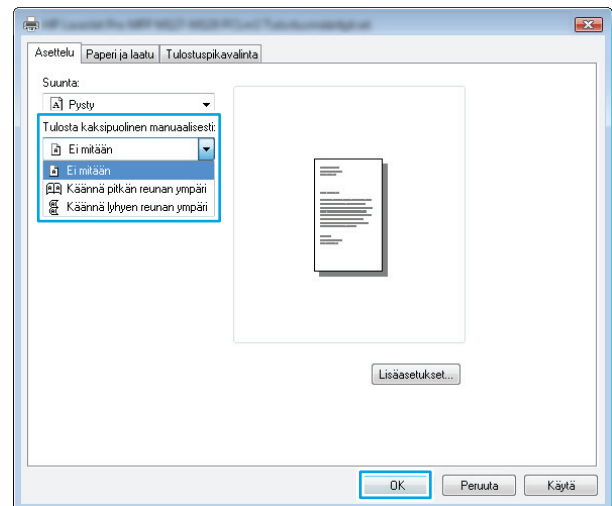 Asettelu Paperi ja laatu Tulostuspikavalinta
Suunta:
A Pysty
Tulosta kaksipuolinen manuaalisesti:
Ei mitään
Ei mitään
Käännä pitkän reunan ympäri
Käännä lyhyen reunan ympäri
Lisäasetukset...
OK Peruuta Käytä